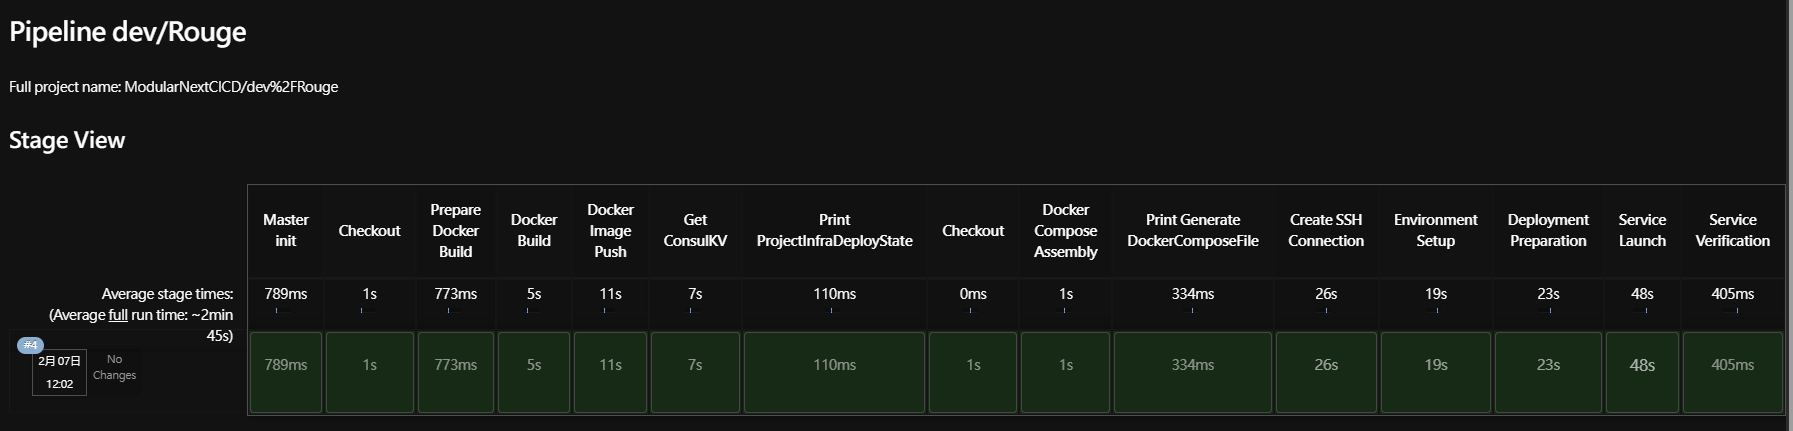 Pipeline dev/Rouge
Full project name: ModularNextCICD/dev%2FRouge
Stage View
Master
init
Checkout
Prepare
Docker
Build
Docker
Build
Docker
Image
Push
Get
ConsulKV
Print
ProjectInfraDeployState
Checkout
Docker
Compose
Assembly
Print Generate
DockerComposeFile
Create SSH
Connection
Environment
Setup
Deployment
Preparation
Service
Launch
Service
Verification
Average stage times:
(Average full run time: ~2min
45s)
789ms
1s
773ms
5s
11s
7s
110ms
0ms
1s
334ms
26s
19s
23s
48s
405ms
#4
2月 07日
12:02
No
Changes
789ms
1s
773ms
5s
11s
7s
110ms
1s
1s
334ms
26s
19s
23s
48s
405ms